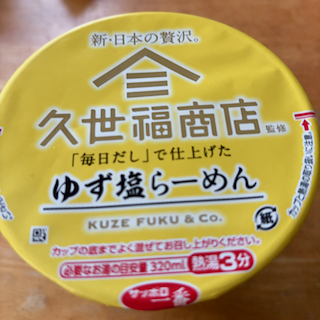 新・日本の贅沢。
久世福商店 監修
「毎日だし」で仕上げた
ゆず塩らーめん
KUZE FUKU & Co.
紙
カップの底までよく混ぜてお召し上がりください。
必要なお湯の目安量 320ml 熱湯3分
サッポロ一番